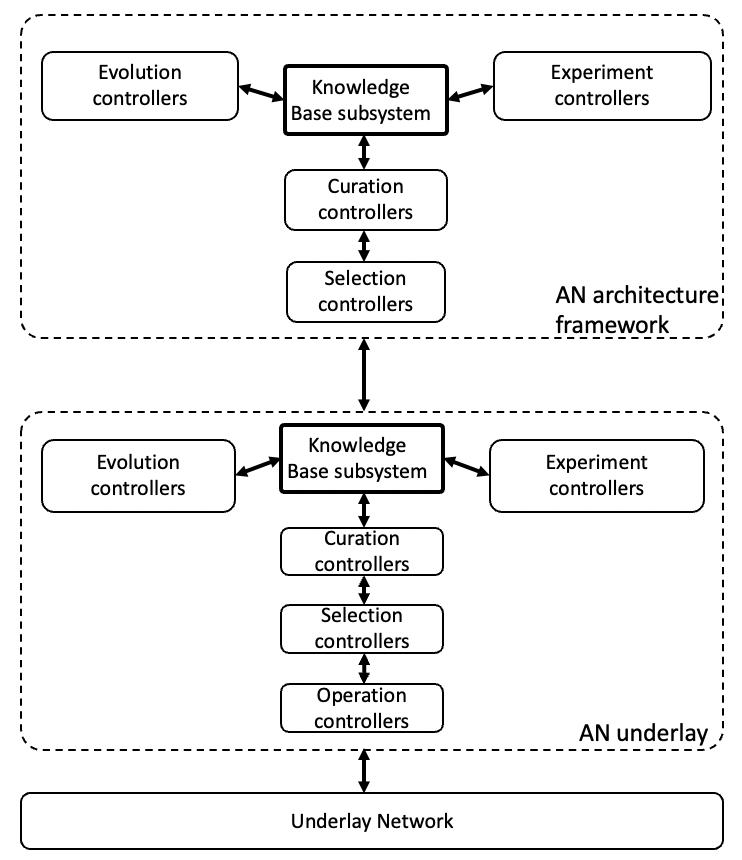 Evolution
controllers
Knowledge
Base subsystem
Experiment
controllers
Curation
controllers
Selection
controllers
AN architecture
framework
Evolution
controllers
Knowledge
Base subsystem
Experiment
controllers
Curation
controllers
Selection
controllers
Operation
controllers
AN underlay
Underlay Network